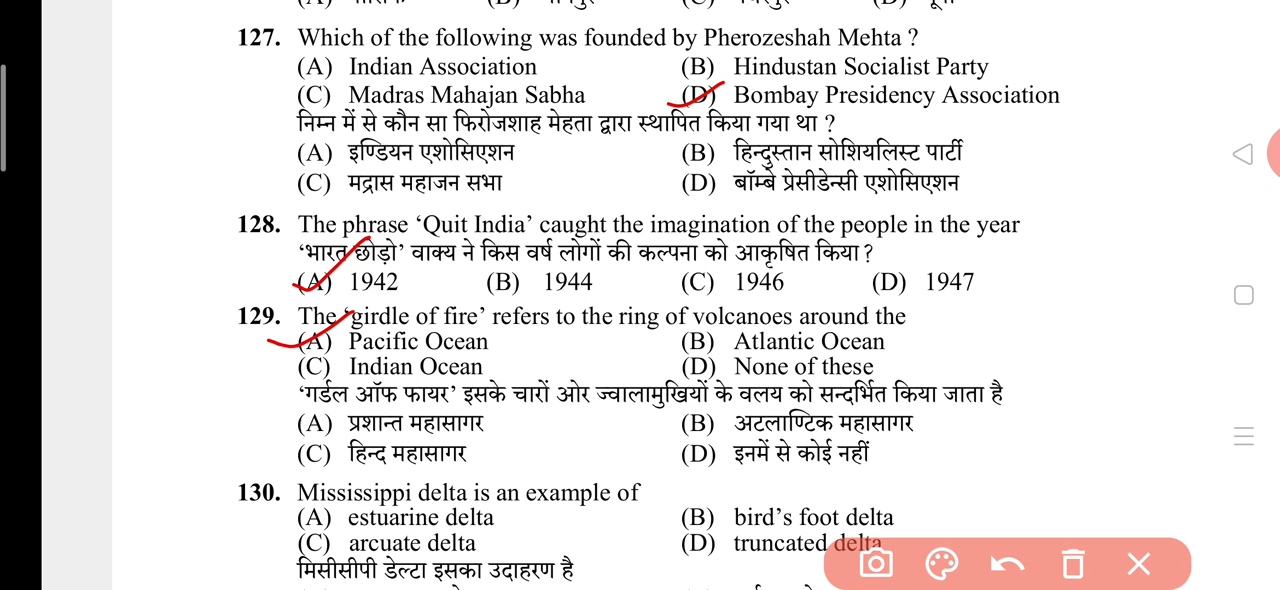 127. Which of the following was founded by Pherozeshah Mehta ?
(A) Indian Association (B) Hindustan Socialist Party
(C) Madras Mahajan Sabha (D) Bombay Presidency Association
निम्न में से कौन सा फिरोजशाह मेहता द्वारा स्थापित किया गया था ?
(A) इण्डियन एशोसिएशन (B) हिन्दुस्तान सोशियलिस्ट पार्टी
(C) मद्रास महाजन सभा (D) बॉम्बे प्रेसीडेन्सी एशोसिएशन
128. The phrase ‘Quit India’ caught the imagination of the people in the year
‘भारत छोड़ो’ वाक्य ने किस वर्ष लोगों की कल्पना को आकृषित किया ?
(A) 1942 (B) 1944 (C) 1946 (D) 1947
129. The ‘girdle of fire’ refers to the ring of volcanoes around the
(A) Pacific Ocean (B) Atlantic Ocean
(C) Indian Ocean (D) None of these
‘गर्डल ऑफ फायर’ इसके चारों ओर ज्वालामुखियों के वलय को सन्दर्भित किया जाता है
(A) प्रशान्त महासागर (B) अटलाण्टिक महासागर
(C) हिन्द महासागर (D) इनमें से कोई नहीं
130. Mississippi delta is an example of
(A) estuarine delta (B) bird’s foot delta
(C) arcuate delta (D) truncated delta
मिसीसीपी डेल्टा इसका उदाहरण है